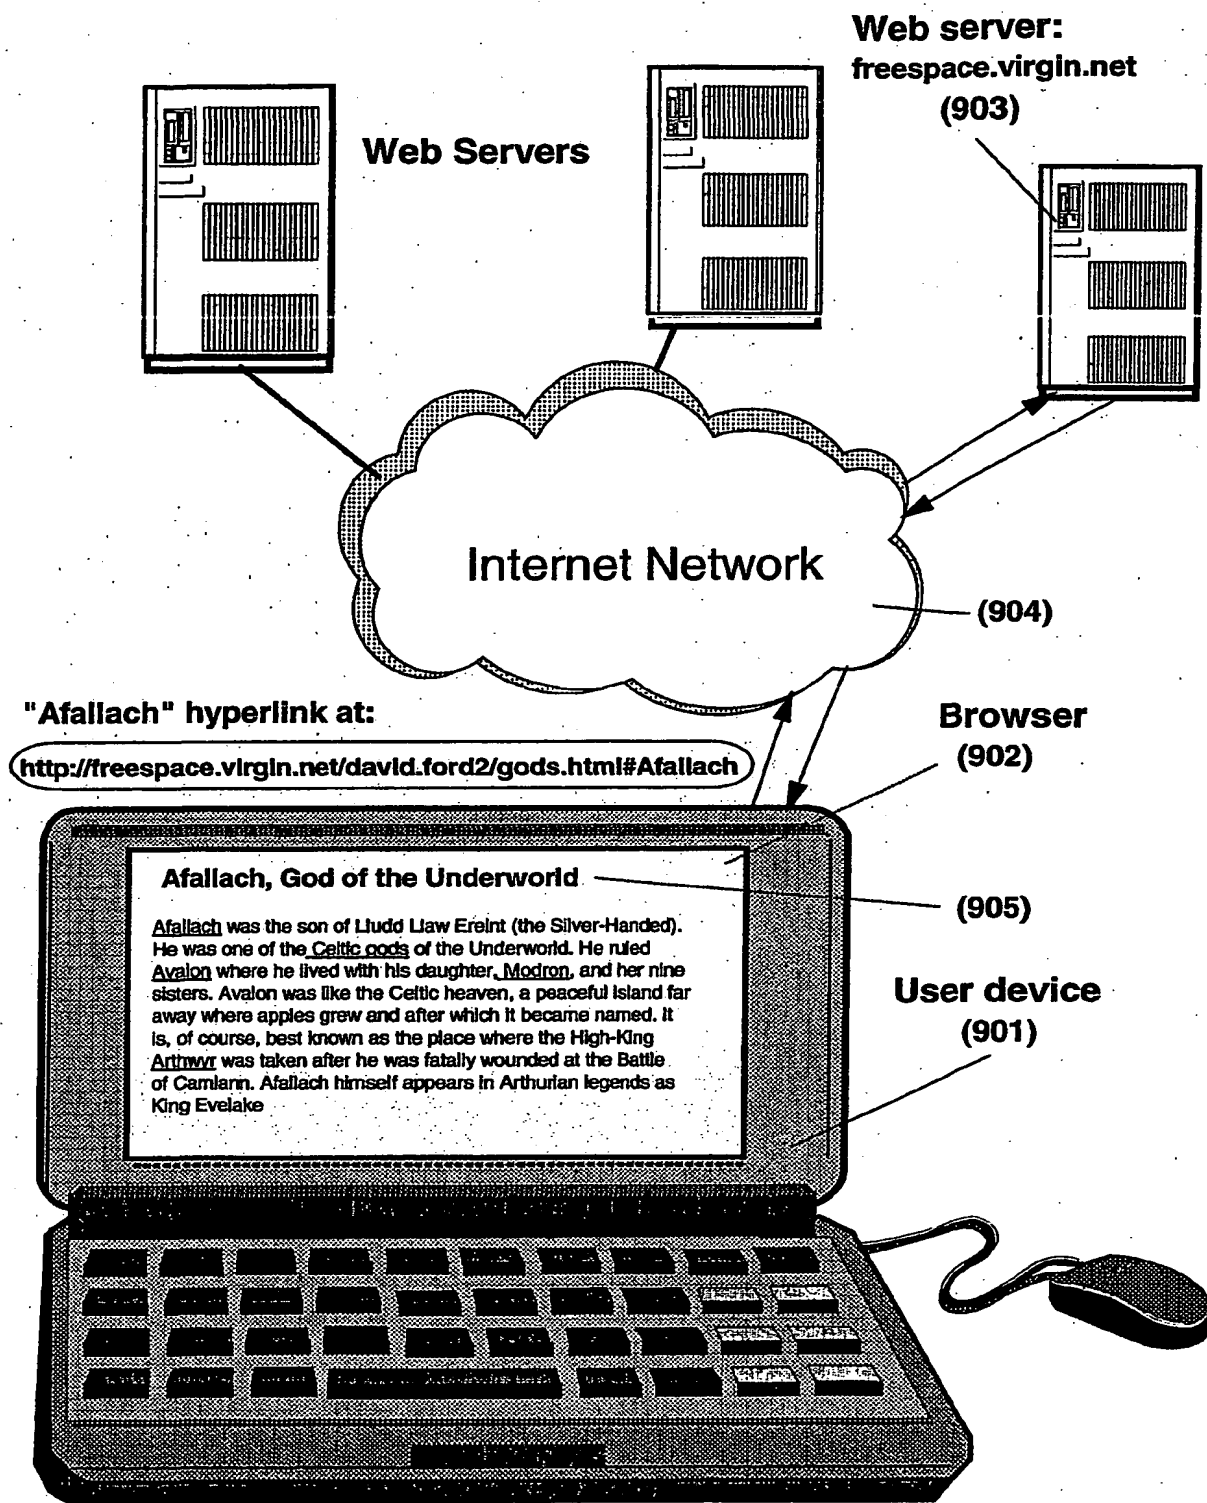 Web server:
freespace.virgin.net
(903)
Web Servers
Internet Network
(904)
"Afallach" hyperlink at:
http://freespace.virgin.net/david.ford2/gods.html#Afallach
Browser
(902)
Afallach, God of the Underworld
(905)
Afallach was the son of Lludd Llaw Ereint (the Silver-Handed).
He was one of the Celtic gods of the Underworld. He ruled
Avalon where he lived with his daughter, Modron, and her nine
sisters. Avalon was like the Celtic heaven, a peaceful island far
away where apples grew and after which it became named. It
is, of course, best known as the place where the High-King
Arthwyr was taken after he was fatally wounded at the Battle
of Camlann. Afallach himself appears in Arthurian legends as
King Evelake
User device
(901)